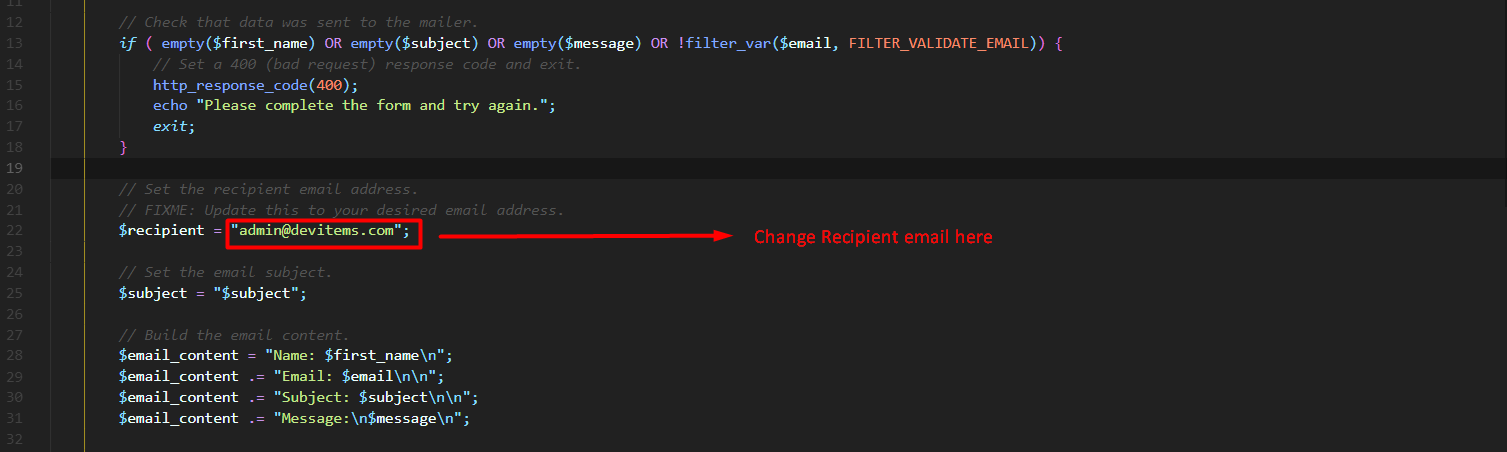 11
12 // Check that data was sent to the mailer.
13 if ( empty($first_name) OR empty($subject) OR empty($message) OR !filter_var($email, FILTER_VALIDATE_EMAIL)) {
14 // Set a 400 (bad request) response code and exit.
15 http_response_code(400);
16 echo "Please complete the form and try again.";
17 exit;
18 }
19
20 // Set the recipient email address.
21 // FIXME: Update this to your desired email address.
22 $recipient = "admin@devitems.com"; Change Recipient email here
23
24 // Set the email subject.
25 $subject = "$subject";
26
27 // Build the email content.
28 $email_content = "Name: $first_name\n";
29 $email_content .= "Email: $email\n\n";
30 $email_content .= "Subject: $subject\n\n";
31 $email_content .= "Message:\n$message\n";
32